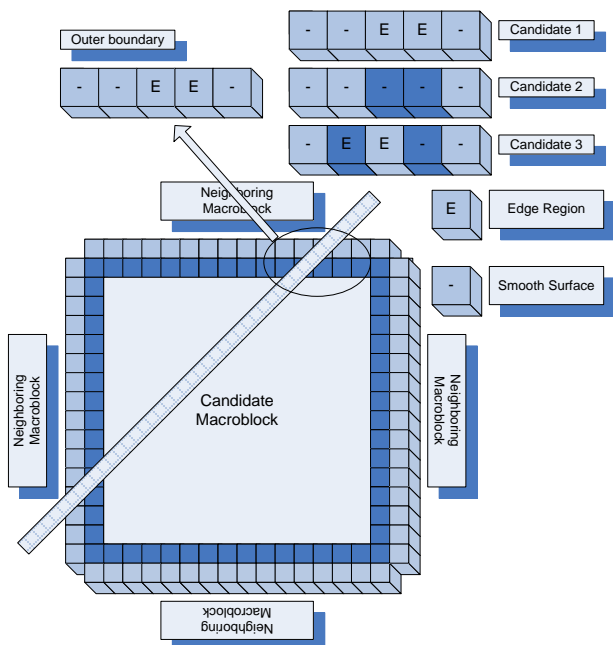 Outer boundary
- - E E -
- - E E - Candidate 1
- - - - - Candidate 2
- E E - - Candidate 3
Neighboring
Macroblock
E Edge Region
- Smooth Surface
Neighboring
Macroblock
Candidate
Macroblock
Neighboring
Macroblock
Neighboring
Macroblock